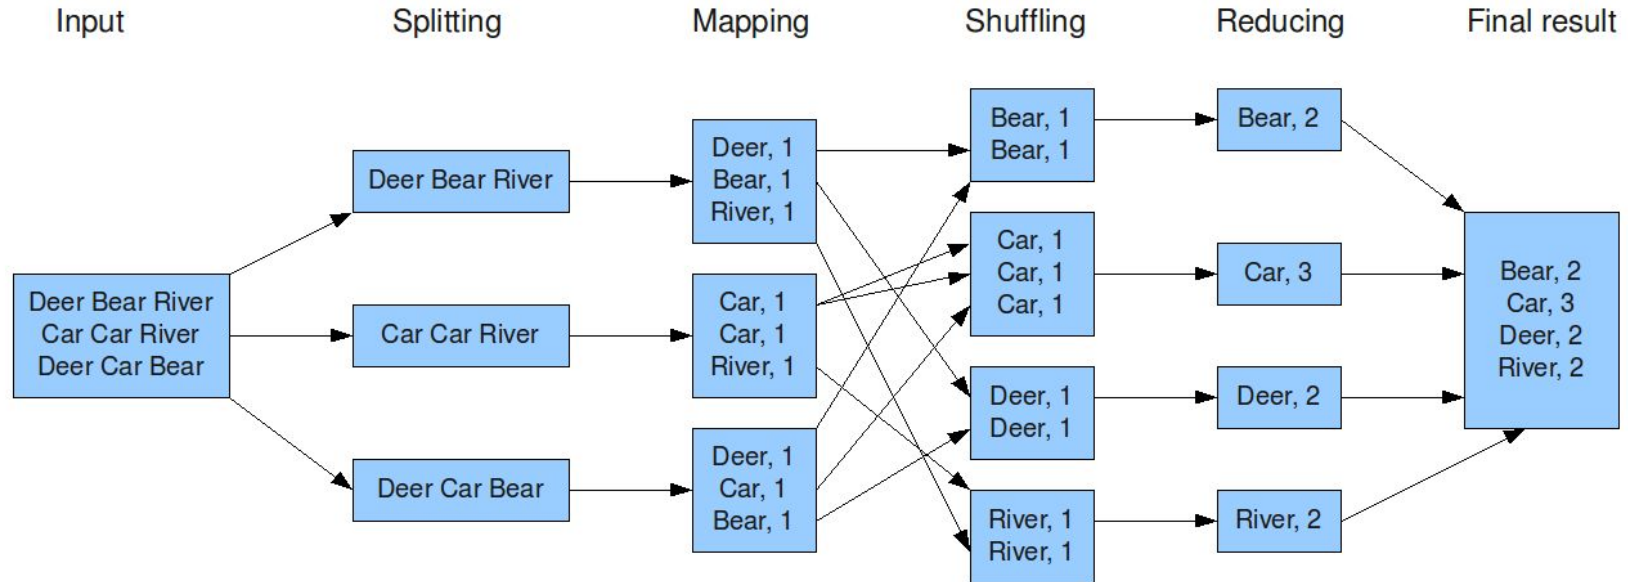 Input
Splitting
Mapping
Shuffling
Reducing
Final result
Deer Bear River
Car Car River
Deer Car Bear
Deer Bear River
Car Car River
Deer Car Bear
Deer, 1
Bear, 1
River, 1
Car, 1
Car, 1
River, 1
Deer, 1
Car, 1
Bear, 1
Bear, 1
Bear, 1
Car, 1
Car, 1
Car, 1
Deer, 1
Deer, 1
River, 1
River, 1
Bear, 2
Car, 3
Deer, 2
River, 2
Bear, 2
Car, 3
Deer, 2
River, 2